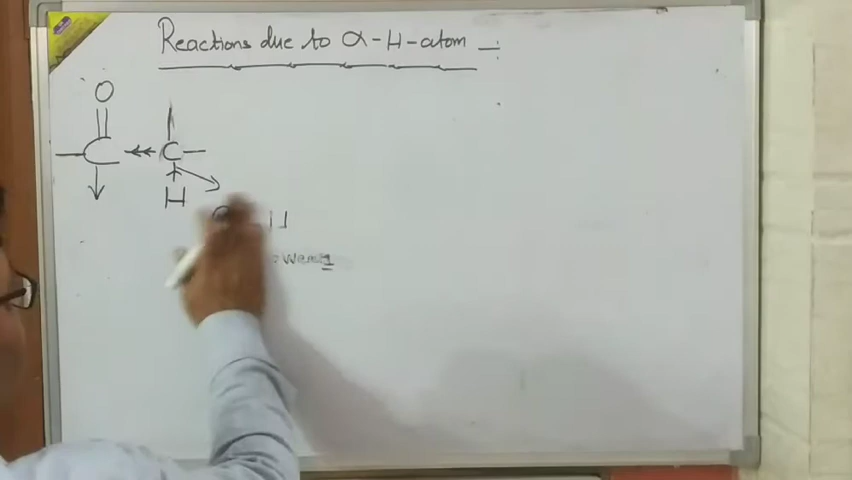 Reactions due to α-H-atom —:
O
C C
H